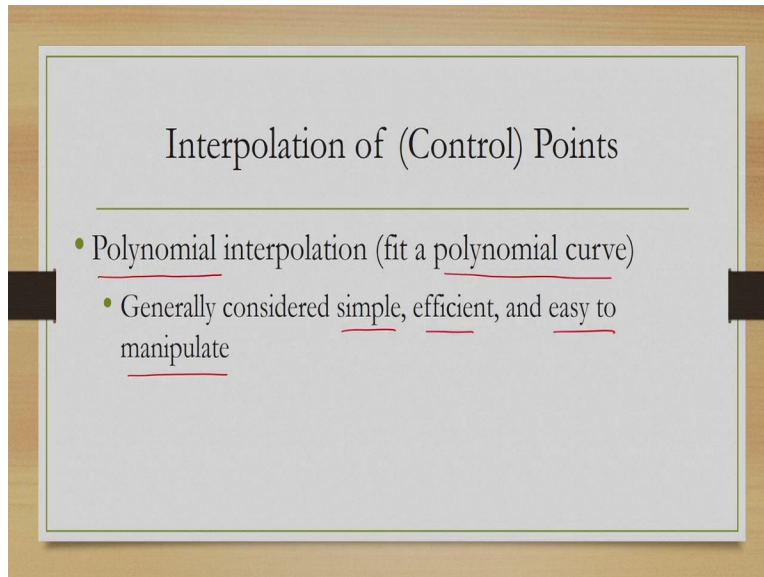 Interpolation of (Control) Points
• Polynomial interpolation (fit a polynomial curve)
• Generally considered simple, efficient, and easy to
manipulate